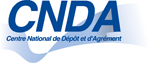 CNDA
Centre National de Dépôt et d'Agrément